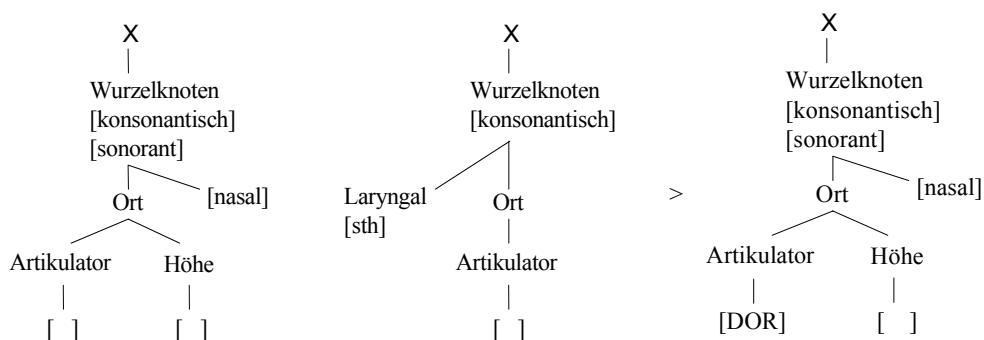 X
Wurzelknoten
[konsonantisch]
[sonorant]
Ort
[nasal]
Artikulator
Höhe
[ ]
[ ]
X
Wurzelknoten
[konsonantisch]
Laryngal
[sth]
Ort
Artikulator
[ ]
>
X
Wurzelknoten
[konsonantisch]
[sonorant]
Ort
[nasal]
Artikulator
Höhe
[DOR]
[ ]